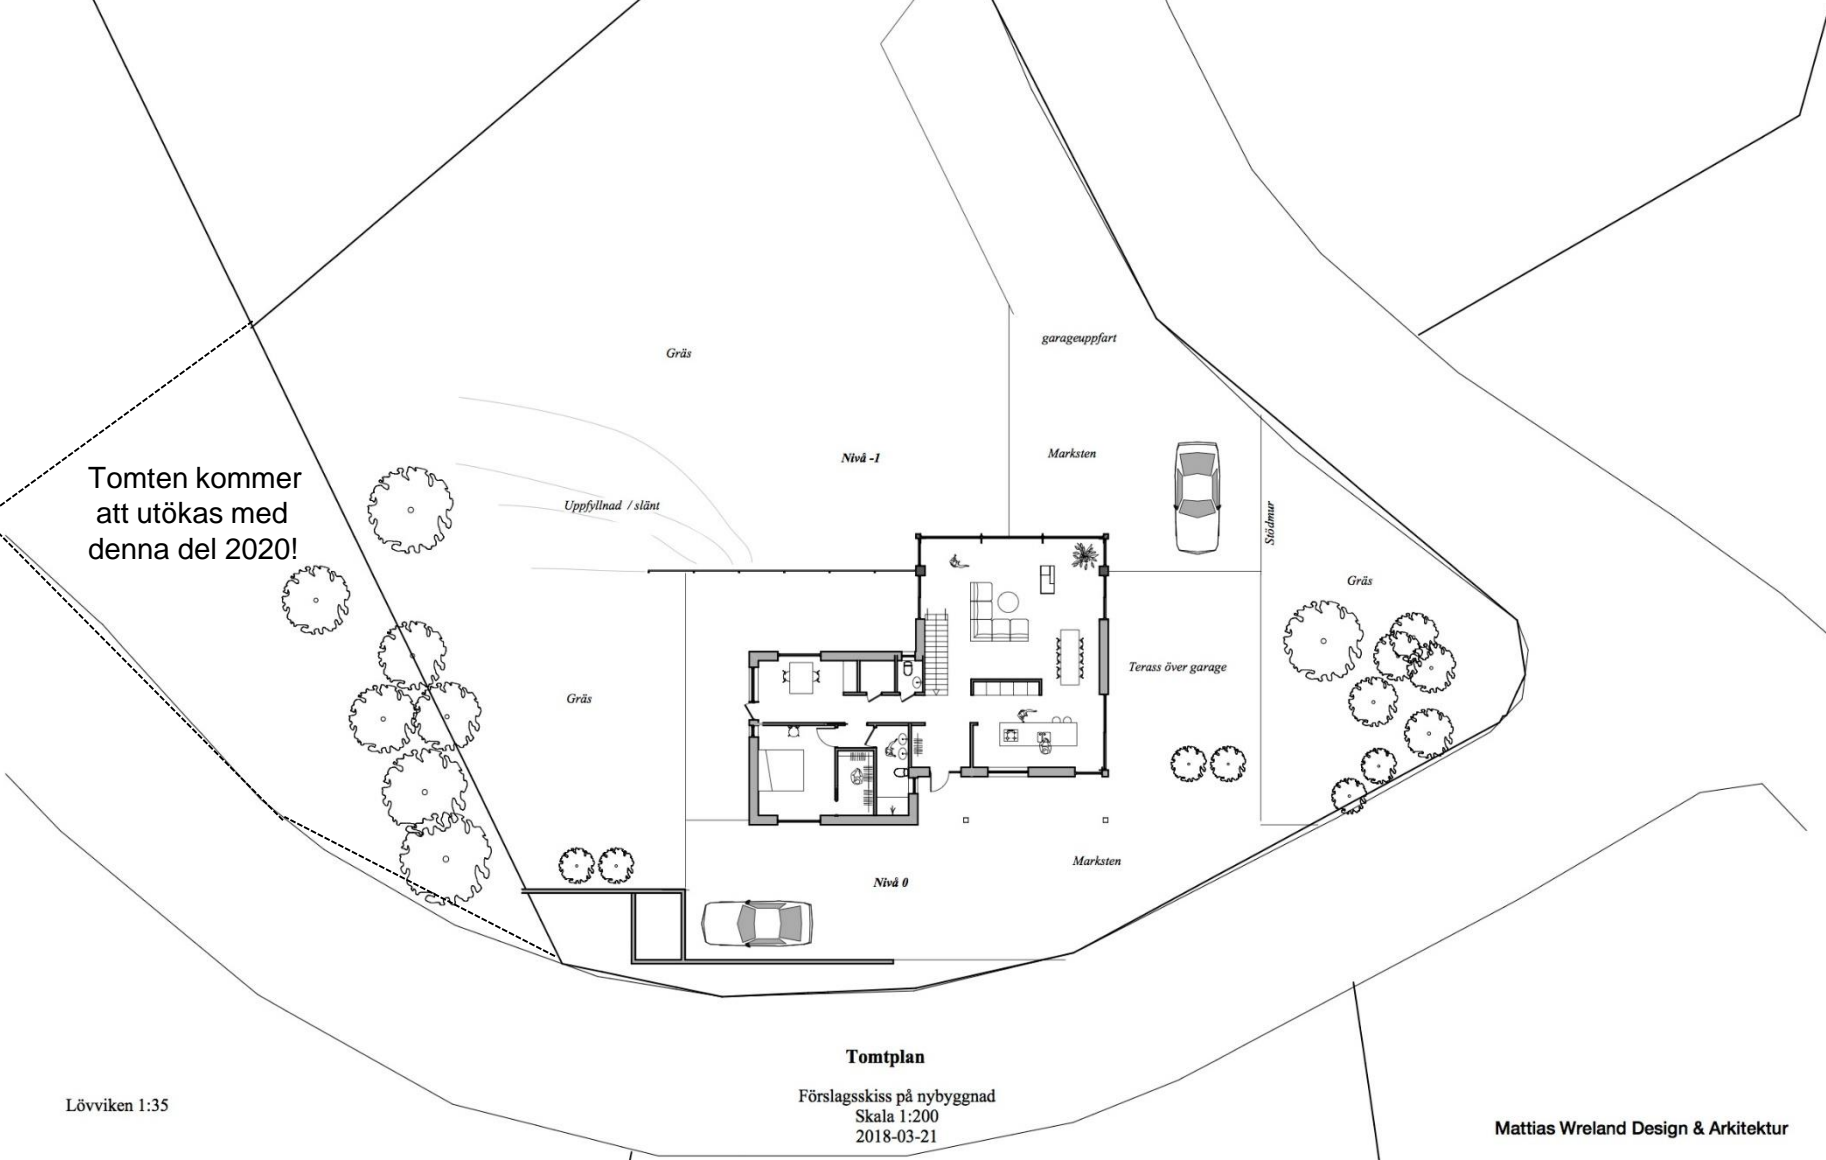 garageuppfart
Gräs
Nivå -1
Marksten
Tomten kommer
att utökas med
denna del 2020!
Uppfyllnad / slänt
Stödmur
Gräs
Terass över garage
Gräs
Marksten
Nivå 0
Tomtplan
Förslagsskiss på nybyggnad
Skala 1:200
2018-03-21
Lövviken 1:35
Mattias Wreland Design & Arkitektur